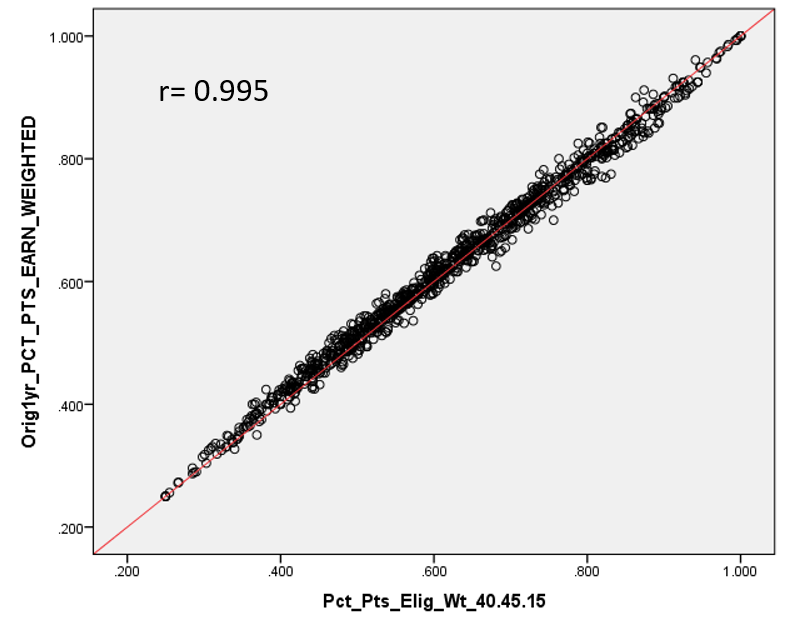 r= 0.995
Orig1yr_PCT_PTS_EARN_WEIGHTED
1.000
.800
.600
.400
.200
.200 .400 .600 .800 1.000
Pct_Pts_Elig_Wt_40.45.15